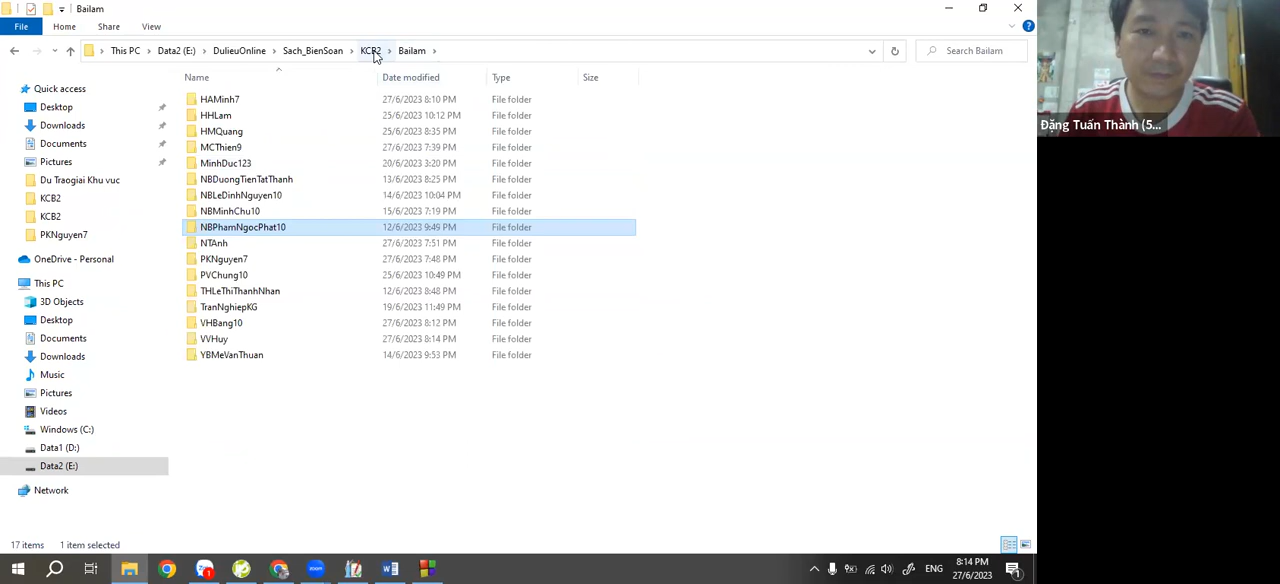 Bailam
File Home Share View
This PC Data2 (E:) DulieuOnline Sach_BienSoan KCB2 Bailam Search Bailam
Name Date modified Type Size
Quick access
Desktop
Downloads
Documents
Pictures
Du Traogiai Khu vuc
KCB2
KCB2
PKNguyen7
OneDrive - Personal
This PC
3D Objects
Desktop
Documents
Downloads
Music
Pictures
Videos
Windows (C:)
Data1 (D:)
Data2 (E:)
Network
HAMinh7 27/6/2023 8:10 PM File folder
HHLam 25/6/2023 10:12 PM File folder
HMQuang 25/6/2023 8:35 PM File folder
MCThien9 27/6/2023 7:39 PM File folder
MinhDuc123 20/6/2023 3:20 PM File folder
NBDuongTienTatThanh 13/6/2023 8:25 PM File folder
NBLeDinhNguyen10 14/6/2023 10:04 PM File folder
NBMinhChu10 15/6/2023 7:19 PM File folder
NBPhamNgocPhat10 12/6/2023 9:49 PM File folder
NTAnh 27/6/2023 7:51 PM File folder
PKNguyen7 27/6/2023 7:48 PM File folder
PVChung10 25/6/2023 10:49 PM File folder
THLeThiThanhNhan 12/6/2023 8:48 PM File folder
TranNghiepKG 19/6/2023 11:49 PM File folder
VHBang10 27/6/2023 8:12 PM File folder
VVHuy 27/6/2023 8:14 PM File folder
YBMeVanThuan 14/6/2023 9:53 PM File folder
17 items 1 item selected
ENG 8:14 PM
27/6/2023
Đặng Tuấn Thành (5...